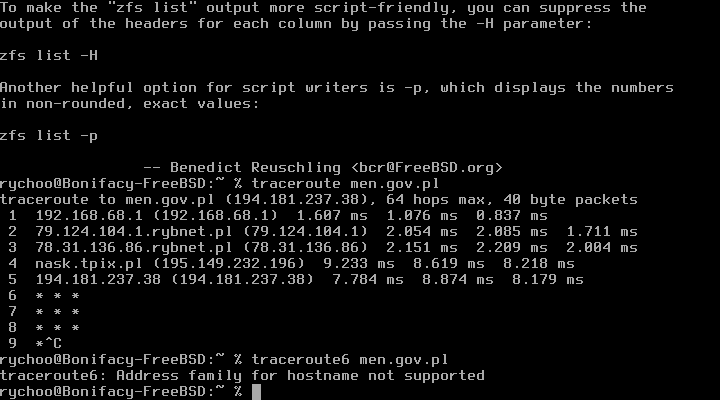 To make the "zfs list" output more script-friendly, you can suppress the
output of the headers for each column by passing the -H parameter:
zfs list -H
Another helpful option for script writers is -p, which displays the numbers
in non-rounded, exact values:
zfs list -p
-- Benedict Reuschling <bcr@FreeBSD.org>
rychoo@Bonifacy-FreeBSD:~ % traceroute men.gov.pl
traceroute to men.gov.pl (194.181.237.38), 64 hops max, 40 byte packets
1 192.168.68.1 (192.168.68.1) 1.607 ms 1.076 ms 0.837 ms
2 79.124.104.1.rybnet.pl (79.124.104.1) 2.054 ms 2.085 ms 1.711 ms
3 78.31.136.86.rybnet.pl (78.31.136.86) 2.151 ms 2.209 ms 2.004 ms
4 nask.tpix.pl (195.149.232.196) 9.233 ms 8.619 ms 8.218 ms
5 194.181.237.38 (194.181.237.38) 7.784 ms 8.874 ms 8.179 ms
6 * * *
7 * * *
8 * * *
9 *^C
rychoo@Bonifacy-FreeBSD:~ % traceroute6 men.gov.pl
traceroute6: Address family for hostname not supported
rychoo@Bonifacy-FreeBSD:~ %